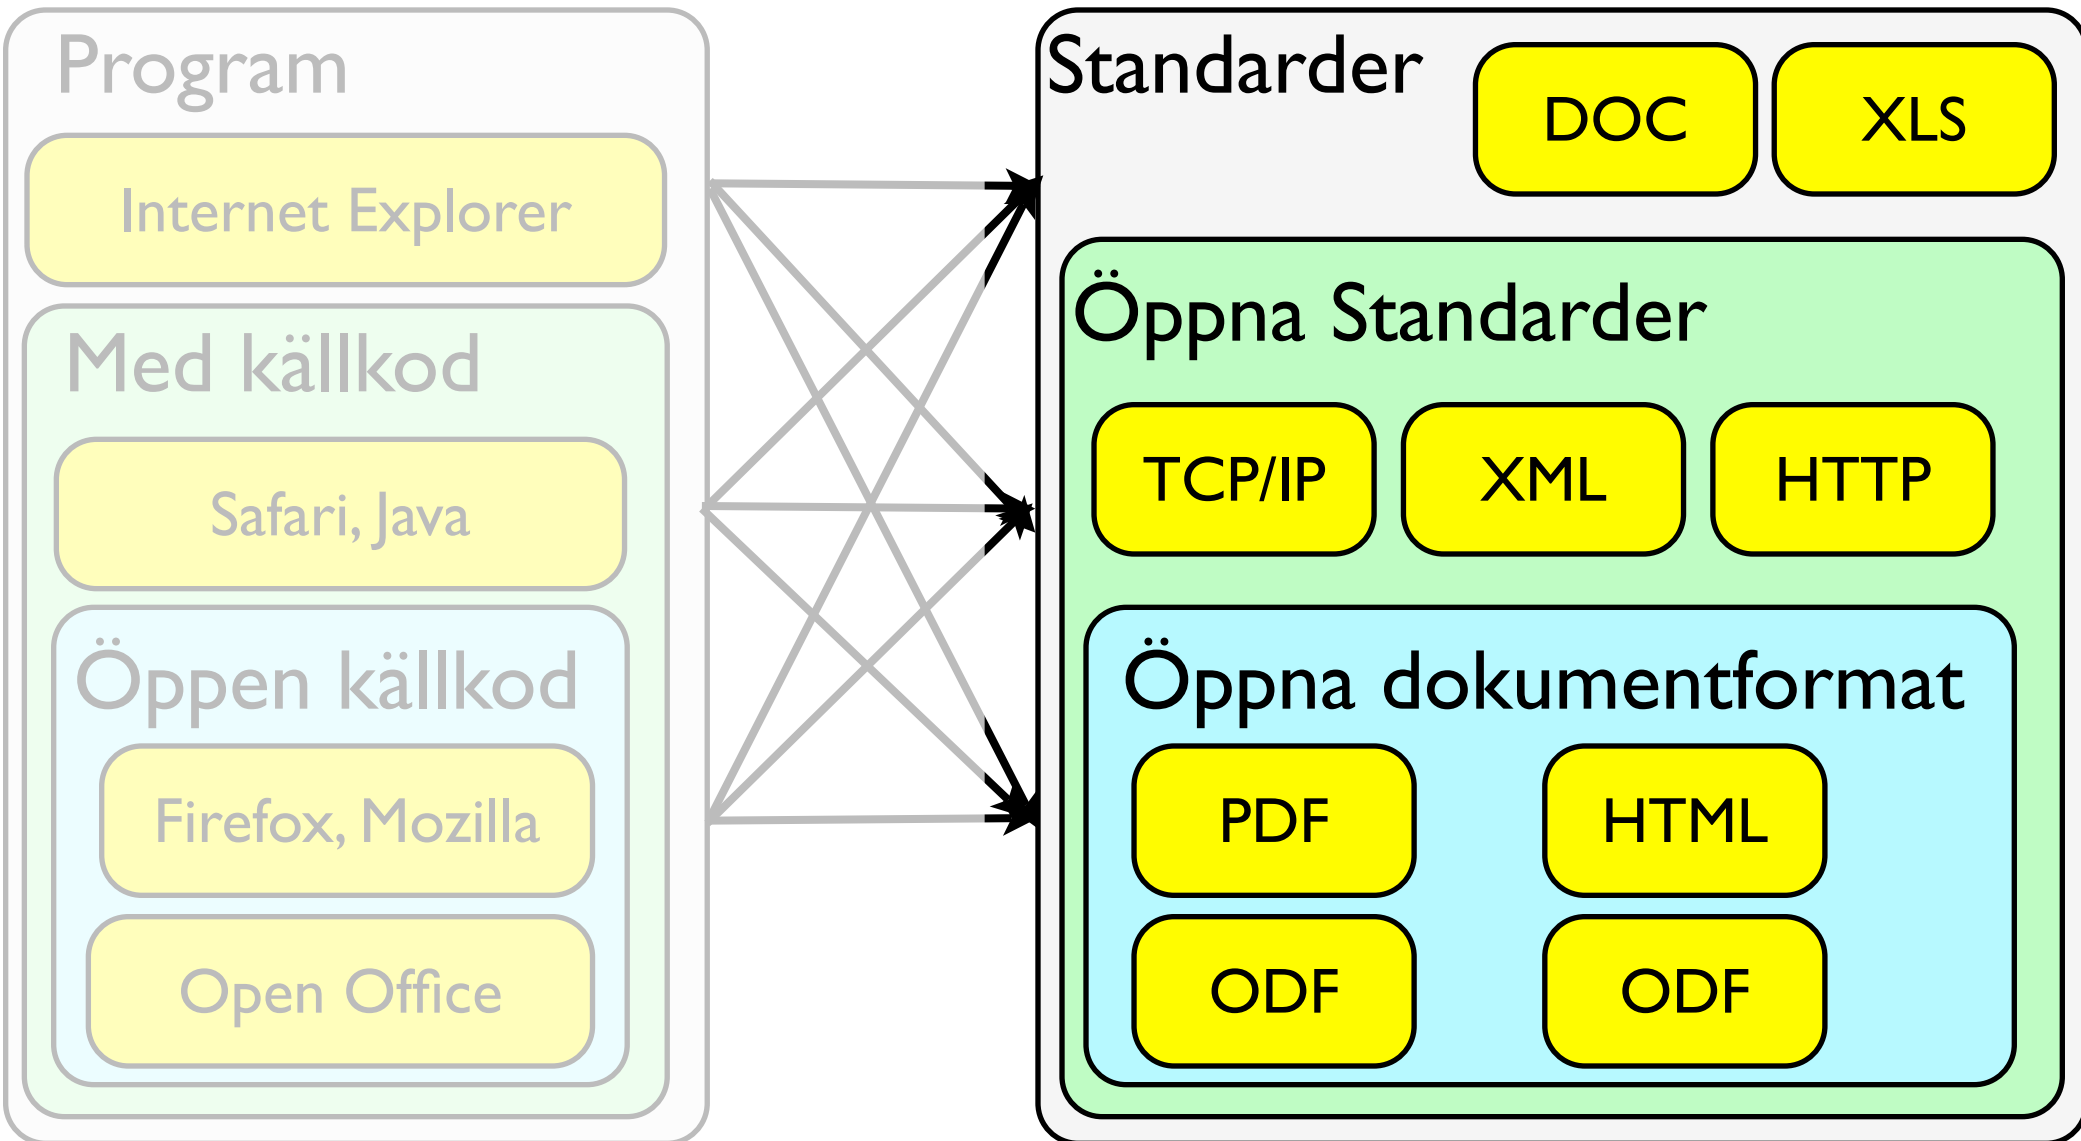 Program
Internet Explorer
Med källkod
Safari, Java
Öppen källkod
Firefox, Mozilla
Open Office
Standarder
DOC
XLS
Öppna Standarder
TCP/IP
XML
HTTP
Öppna dokumentformat
PDF
HTML
ODF
ODF